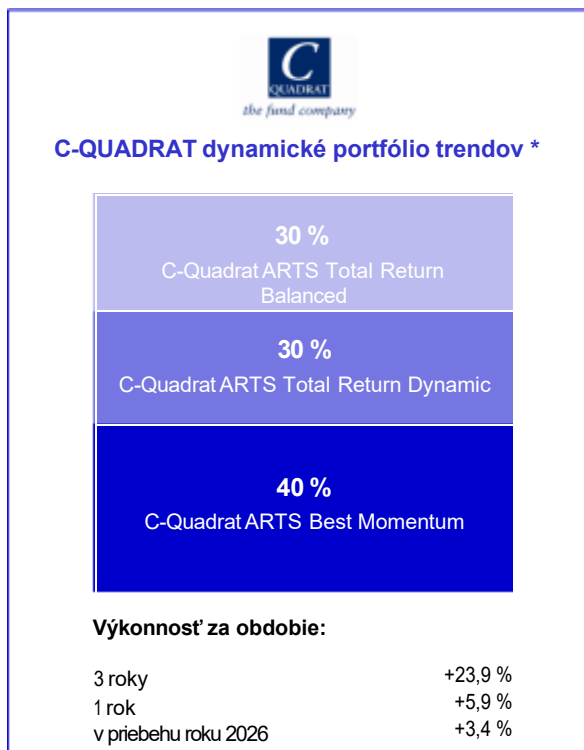 C
QUADRAT
the fund company
C-QUADRAT dynamické portfólio trendov *
30 %
C-Quadrat ARTS Total Return
Balanced
30 %
C-Quadrat ARTS Total Return Dynamic
40 %
C-Quadrat ARTS Best Momentum
Výkonnosť za obdobie:
3 roky +23,9 %
1 rok +5,9 %
v priebehu roku 2026 +3,4 %